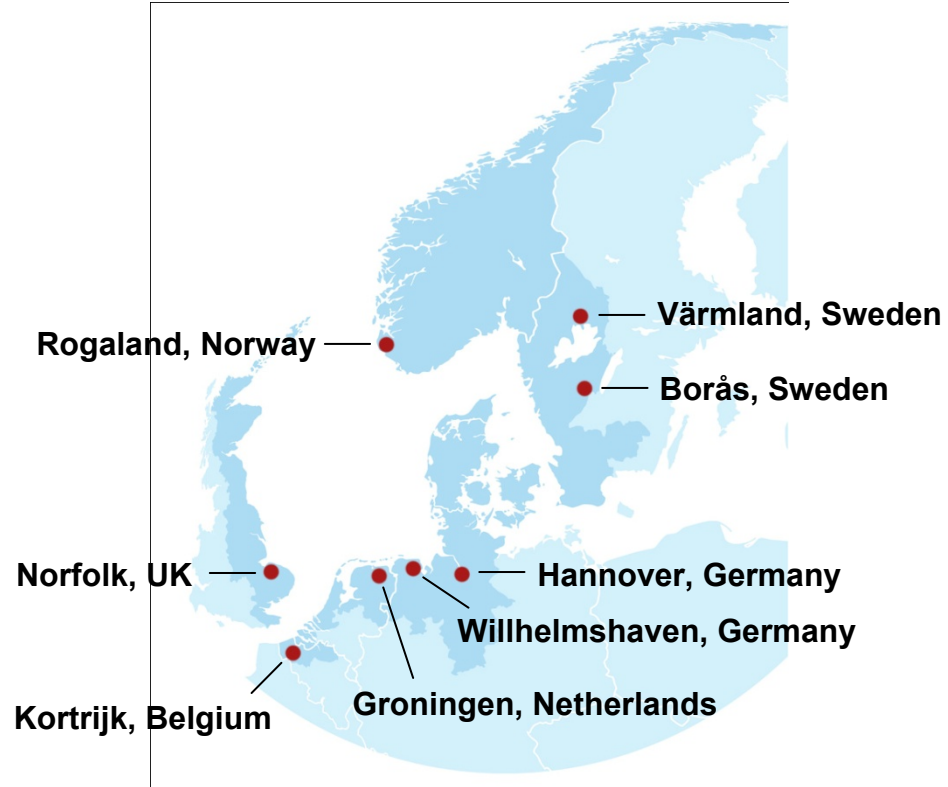 Värmland, Sweden
Rogaland, Norway
Borås, Sweden
Norfolk, UK
Hannover, Germany
Willhelmshaven, Germany
Groningen, Netherlands
Kortrijk, Belgium